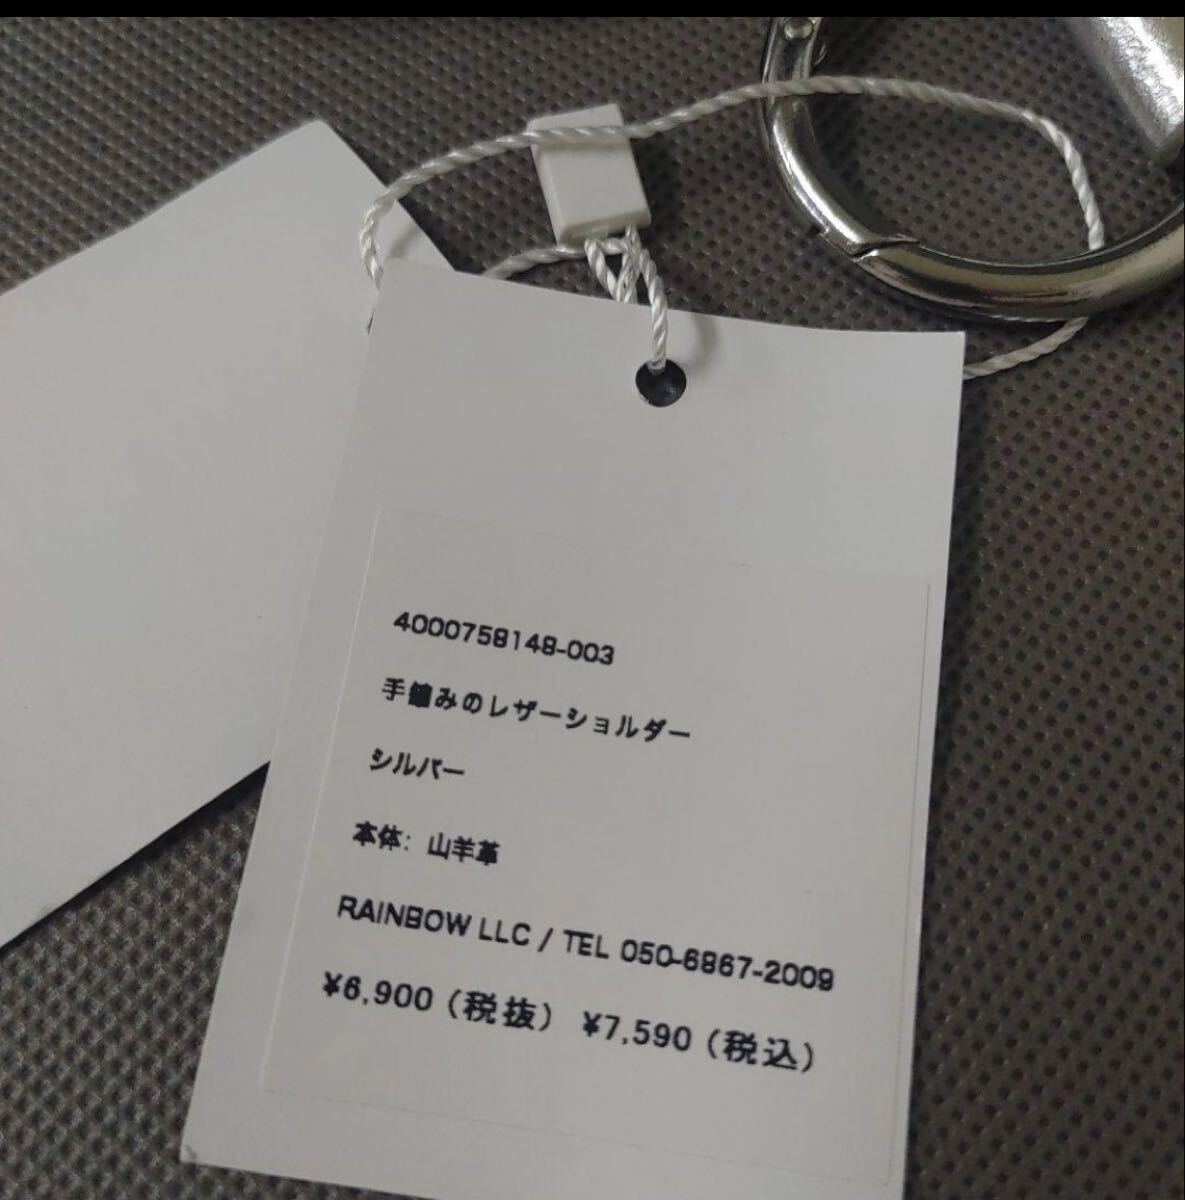 4000758148-003
手編みのレザーショルダー
シルバー
本体: 山羊革
RAINBOW LLC / TEL 050-6867-2009
¥6,900 (税抜) ¥7,590 (税込)